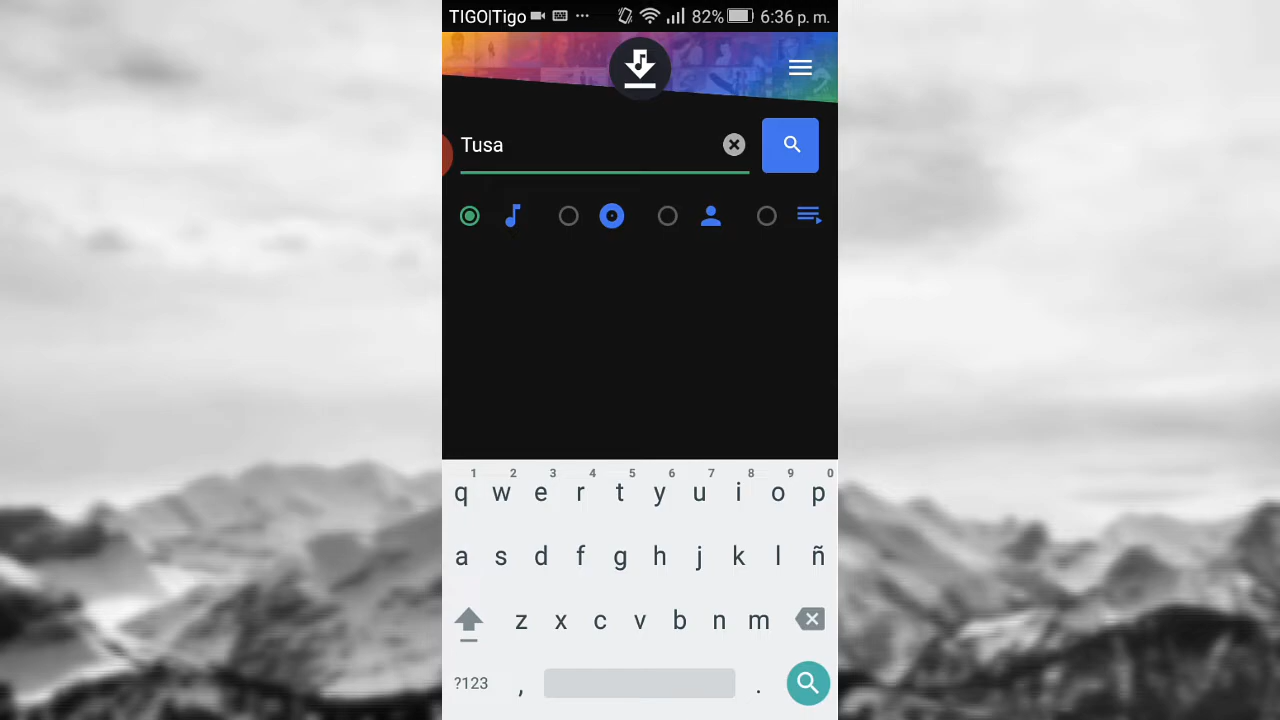 TIGO|Tigo 82% 6:36 p. m.
Tusa
1 2 3 4 5 6 7 8 9 0
q w e r t y u i o p
a s d f g h j k l ñ
z x c v b n m
?123 , .